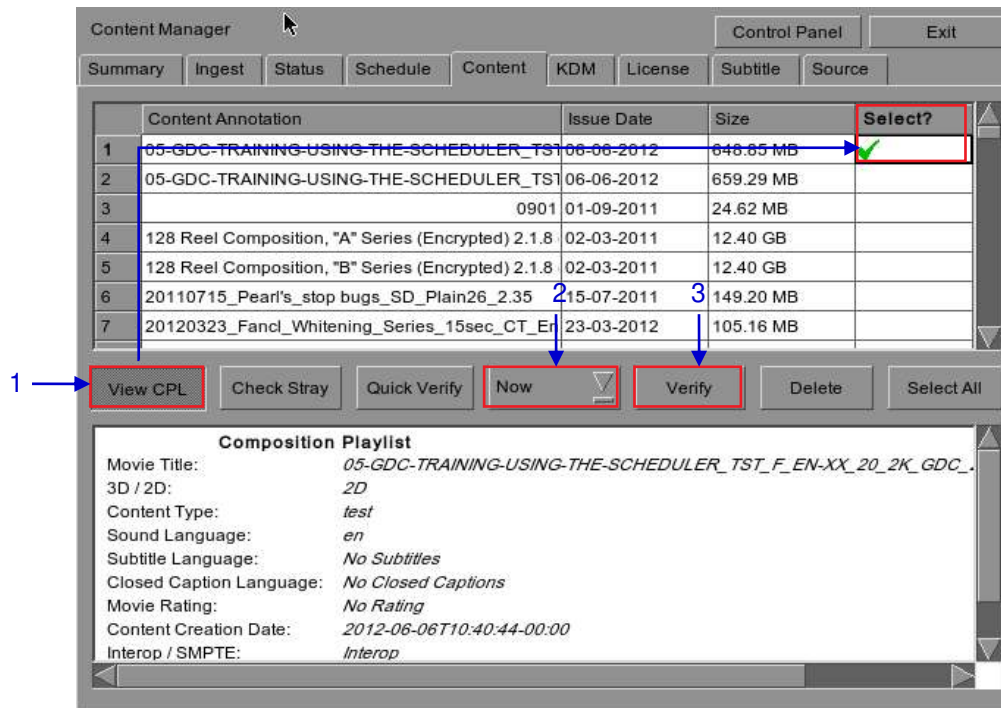 Content Manager Control Panel Exit
Summary Ingest Status Schedule Content KDM License Subtitle Source
Content Annotation Issue Date Size Select?
1 05-GDC-TRAINING-USING-THE-SCHEDULER_TST 06-06-2012 648.85 MB
2 05-GDC-TRAINING-USING-THE-SCHEDULER_TST 06-06-2012 659.29 MB
3 0901 01-09-2011 24.62 MB
4 128 Reel Composition, "A" Series (Encrypted) 2.1.8 02-03-2011 12.40 GB
5 128 Reel Composition, "B" Series (Encrypted) 2.1.8 02-03-2011 12.40 GB
6 20110715_Pearl's_stop bugs_SD_Plain26_2.35 15-07-2011 149.20 MB
2 3
7 20120323_Fancl_Whitening_Series_15sec_CT_En 23-03-2012 105.16 MB
1 View CPL Check Stray Quick Verify Now Verify Delete Select All
Composition Playlist
Movie Title: 05-GDC-TRAINING-USING-THE-SCHEDULER_TST_F_EN-XX_20_2K_GDC_
3D / 2D: 2D
Content Type: test
Sound Language: en
Subtitle Language: No Subtitles
Closed Caption Language: No Closed Captions
Movie Rating: No Rating
Content Creation Date: 2012-06-06T10:40:44-00:00
Interop / SMPTE: Interop